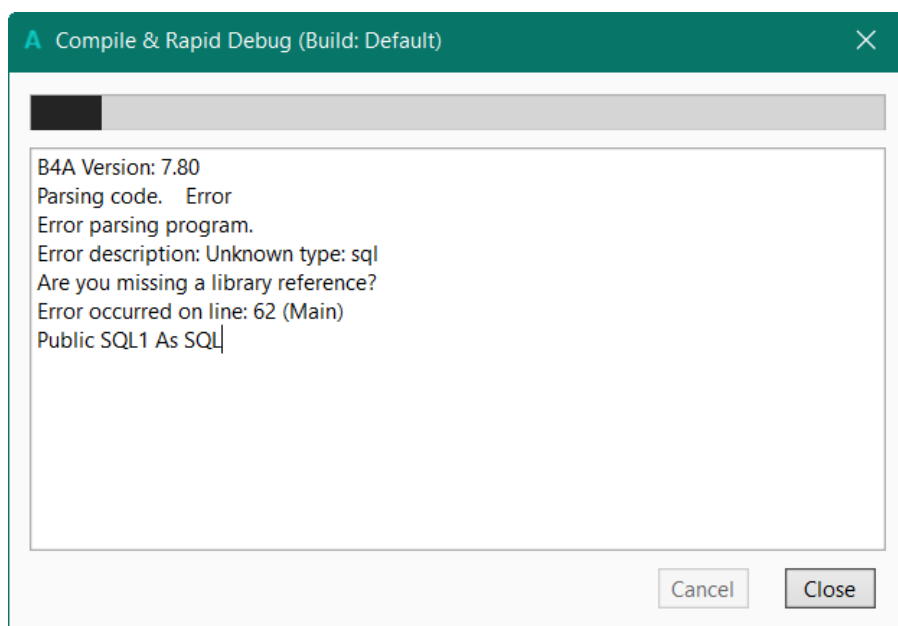 A Compile & Rapid Debug (Build: Default)
B4A Version: 7.80
Parsing code.    Error
Error parsing program.
Error description: Unknown type: sql
Are you missing a library reference?
Error occurred on line: 62 (Main)
Public SQL1 As SQL
Cancel
Close